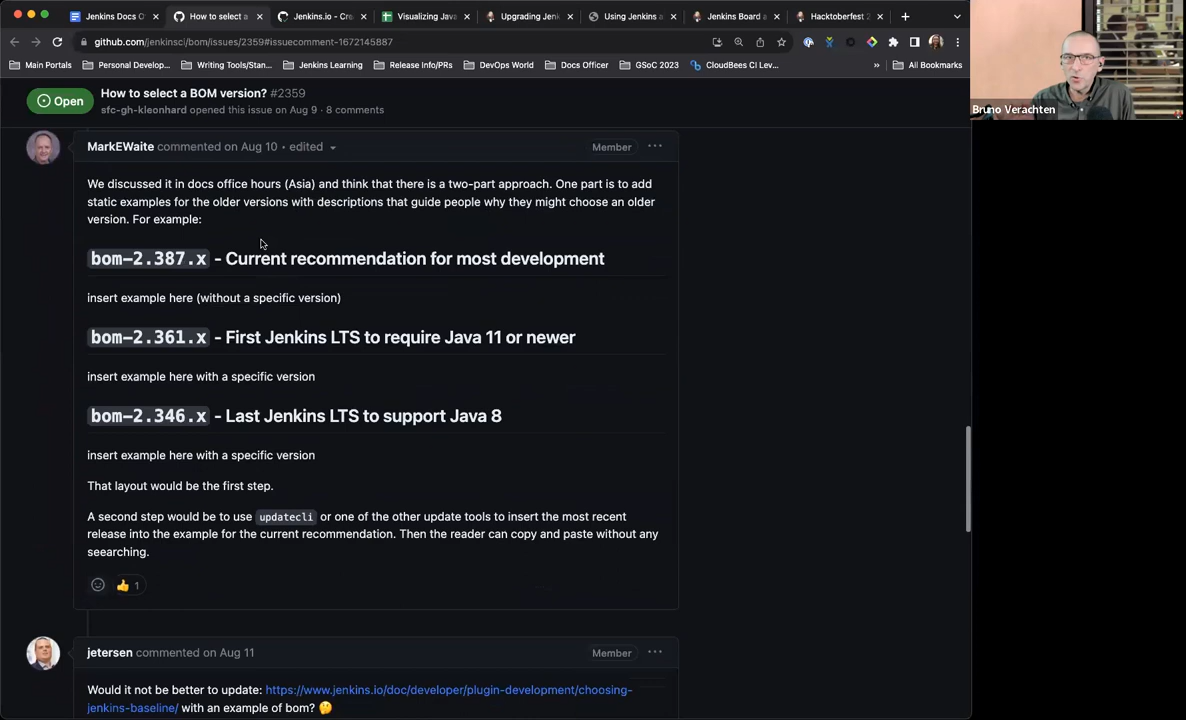 Jenkins Docs O
How to select a
Jenkins.io - Cre
Visualizing Java
Upgrading Jenk
Using Jenkins a
Jenkins Board a
Hacktoberfest 2
github.com/jenkinsci/bom/issues/2359#issuecomment-1672145887
Main Portals
Personal Develop...
Writing Tools/Stan...
Jenkins Learning
Release Info/PRs
DevOps World
Docs Officer
GSoC 2023
CloudBees CI Lev...
»
All Bookmarks
Bruno Verachten
Open
How to select a BOM version? #2359
sfc-gh-kleonhard opened this issue on Aug 9 · 8 comments
MarkEWaite commented on Aug 10 • edited
Member
We discussed it in docs office hours (Asia) and think that there is a two-part approach. One part is to add
static examples for the older versions with descriptions that guide people why they might choose an older
version. For example:
bom-2.387.x - Current recommendation for most development
insert example here (without a specific version)
bom-2.361.x - First Jenkins LTS to require Java 11 or newer
insert example here with a specific version
bom-2.346.x - Last Jenkins LTS to support Java 8
insert example here with a specific version
That layout would be the first step.
A second step would be to use updatecli or one of the other update tools to insert the most recent
release into the example for the current recommendation. Then the reader can copy and paste without any
seearching.
1
jetersen commented on Aug 11
Member
Would it not be better to update: https://www.jenkins.io/doc/developer/plugin-development/choosing-
jenkins-baseline/ with an example of bom? 🤔